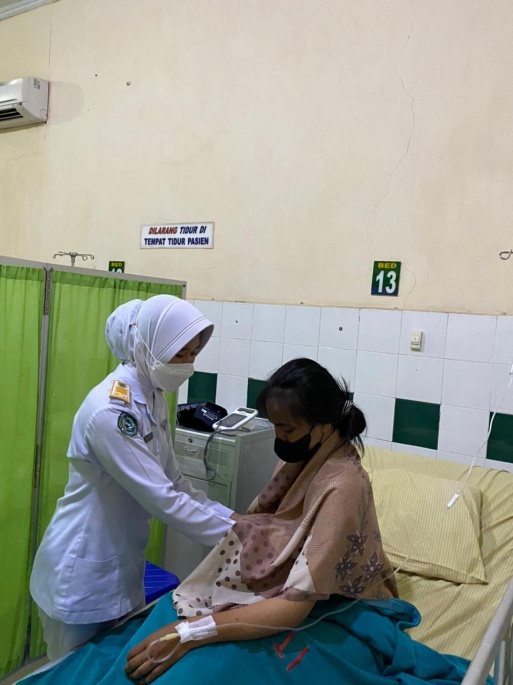 DILARANG TIDUR DI
TEMPAT TIDUR PASIEN
BED
13